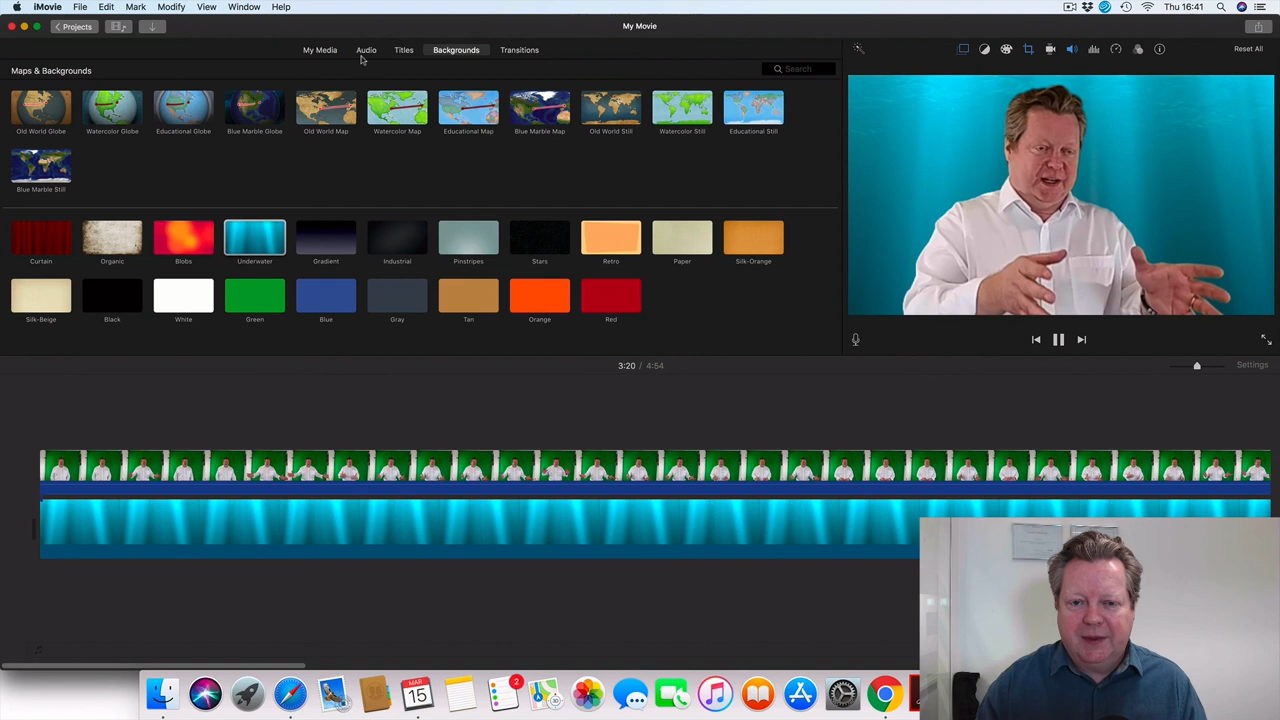 iMovie File Edit Mark Modify View Window Help Thu 16:41
Projects My Movie
My Media Audio Titles Backgrounds Transitions Reset All
Maps & Backgrounds Search
Old World Globe Watercolor Globe Educational Globe Blue Marble Globe Old World Map Watercolor Map Educational Map Blue Marble Map Old World Still Watercolor Still Educational Still
Blue Marble Still
Curtain Organic Blobs Underwater Gradient Industrial Pinstripes Stars Retro Paper Silk-Orange
Silk-Beige Black White Green Blue Gray Tan Orange Red
3:20 / 4:54 Settings
MAR
15
2